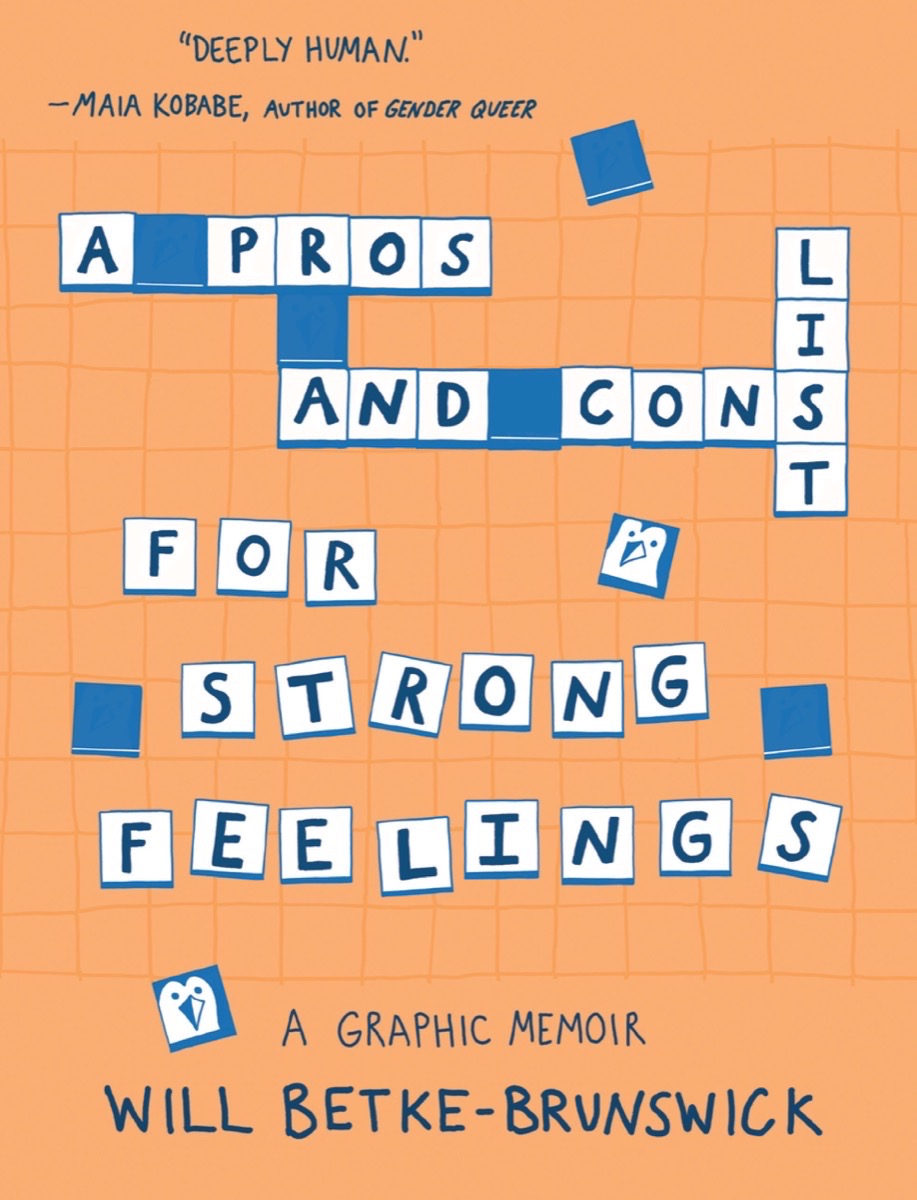 “DEEPLY HUMAN.”
—MAIA KOBABE, AUTHOR OF GENDER QUEER
A PROS
AND CONS
LIST
FOR
STRONG
FEELINGS
A GRAPHIC MEMOIR
WILL BETKE-BRUNSWICK